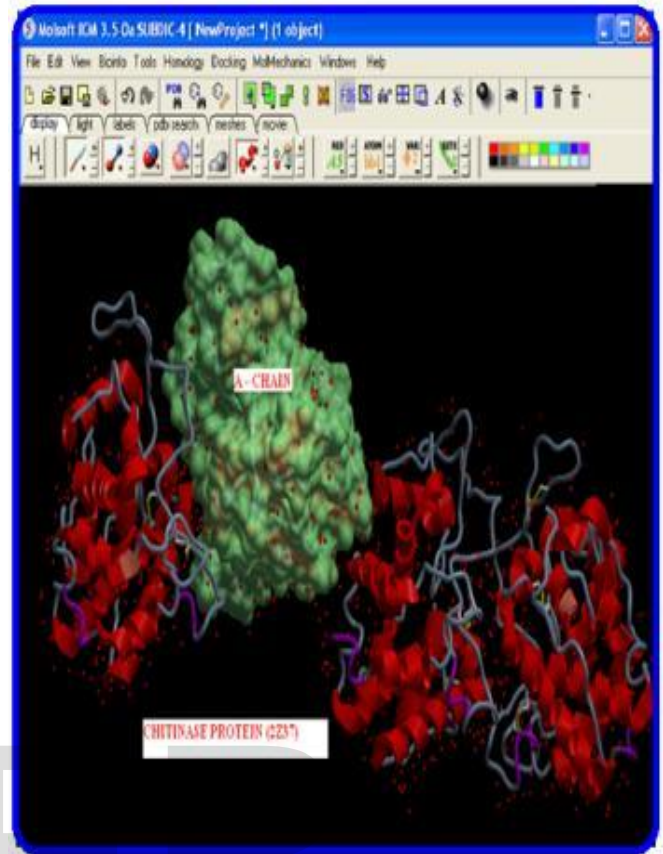 Molsoft ICM 3.5-0a SUBDIC-4 [ NewProject *] (1 object)
File Edit View Bioinfo Tools Homology Docking MolMechanics Windows Help
display light labels pdb search meshes movie
A - CHAIN
CHITINASE PROTEIN (2Z37)